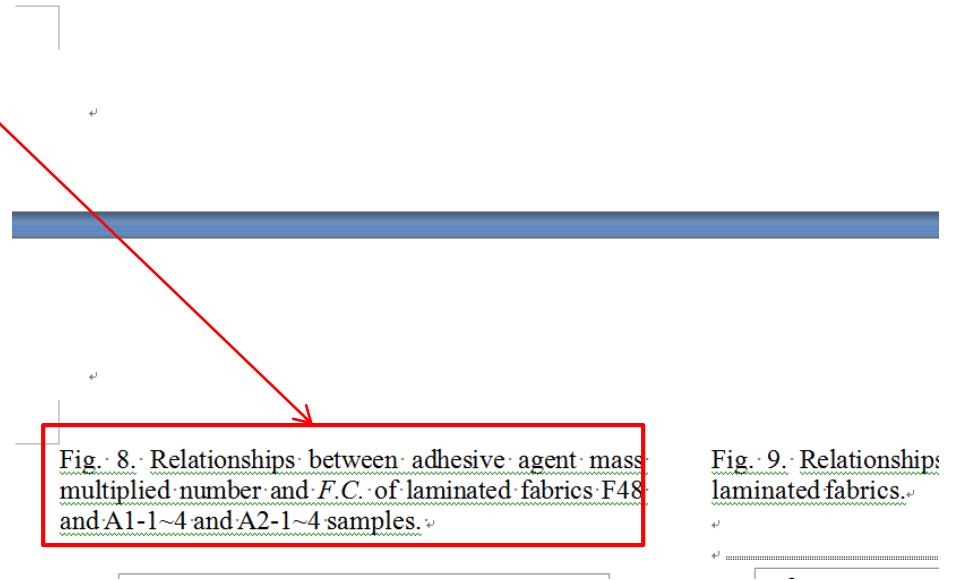 Fig. 8. Relationships between adhesive agent mass
multiplied number and F.C. of laminated fabrics F48
and A1-1~4 and A2-1~4 samples.
Fig. 9. Relationships
laminated fabrics.